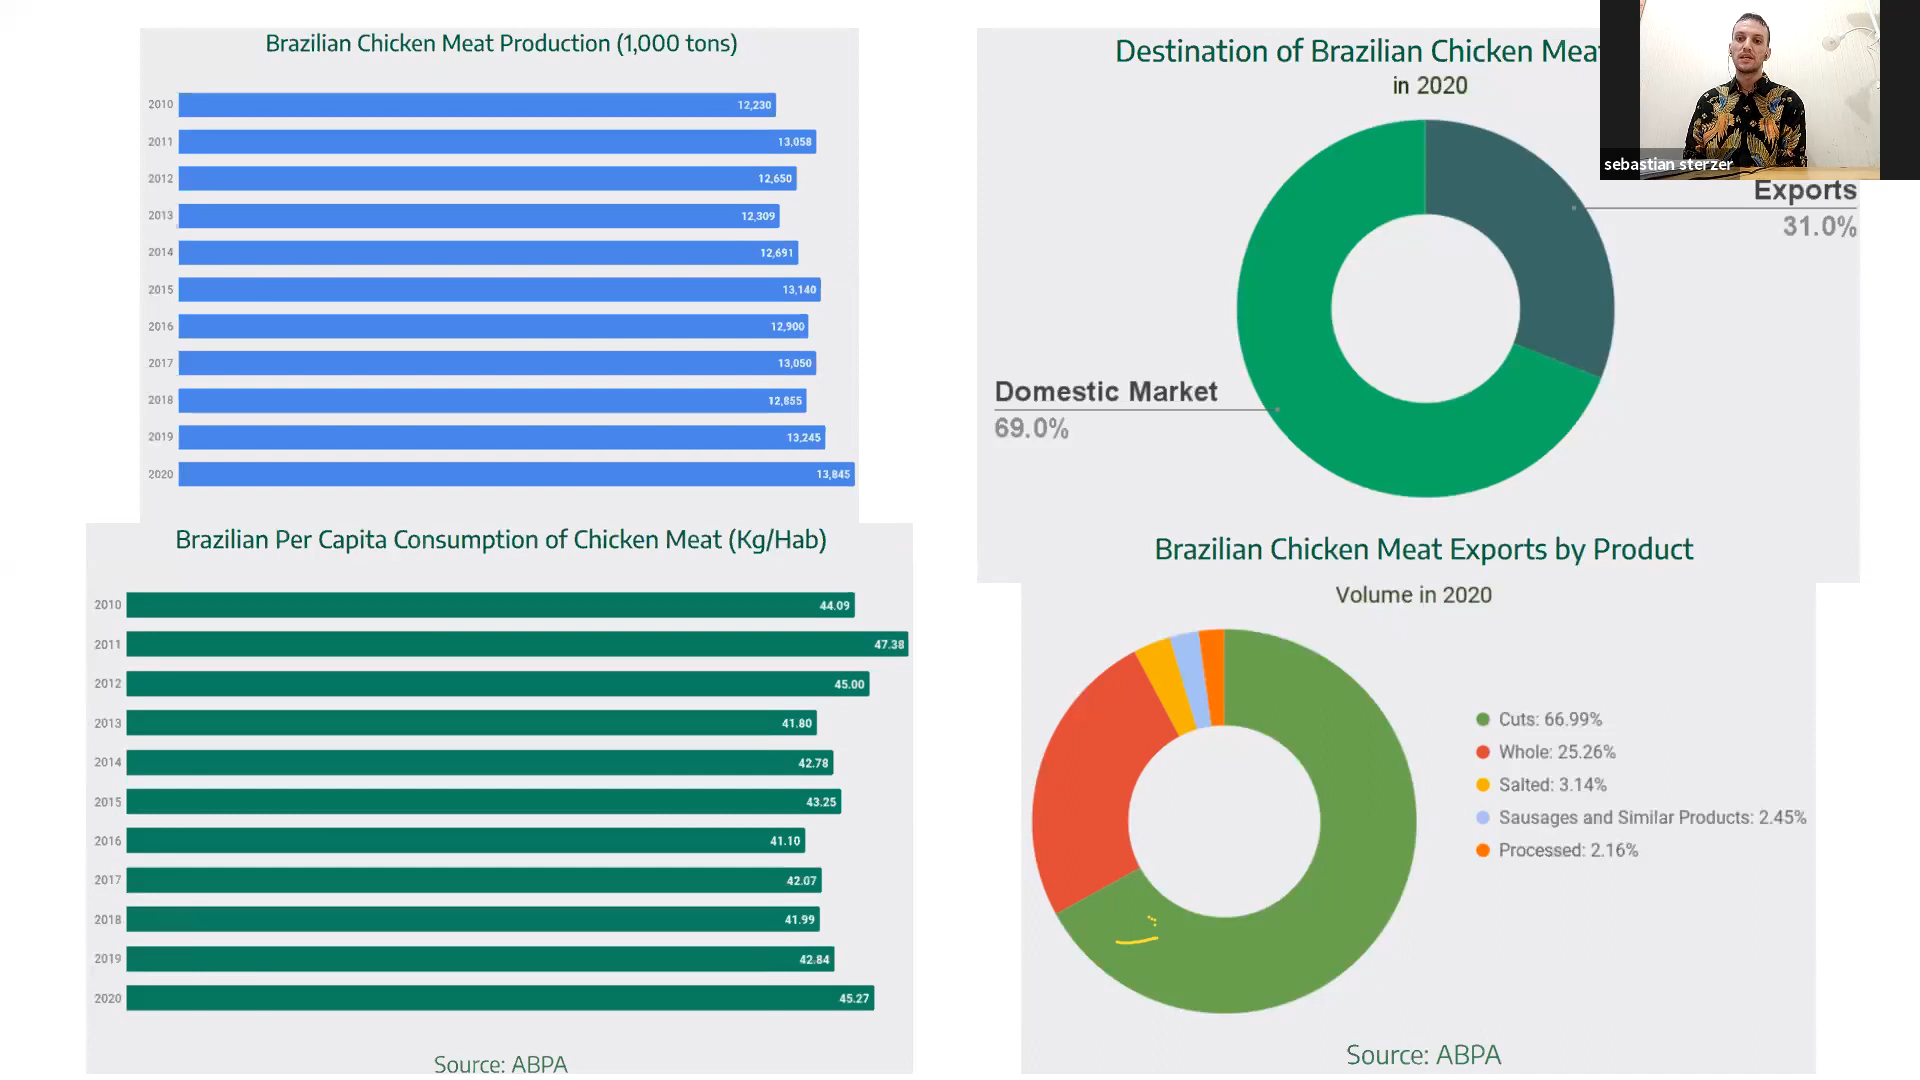 Brazilian Chicken Meat Production (1,000 tons)
2010 12,230
2011 13,058
2012 12,650
2013 12,309
2014 12,691
2015 13,140
2016 12,900
2017 13,050
2018 12,855
2019 13,245
2020 13,845
Brazilian Per Capita Consumption of Chicken Meat (Kg/Hab)
2010 44.09
2011 47.38
2012 45.00
2013 41.80
2014 42.78
2015 43.25
2016 41.10
2017 42.07
2018 41.99
2019 42.84
2020 45.27
Source: ABPA
Destination of Brazilian Chicken Meat
in 2020
sebastian sterzer
Exports
31.0%
Domestic Market
69.0%
Brazilian Chicken Meat Exports by Product
Volume in 2020
Cuts: 66.99%
Whole: 25.26%
Salted: 3.14%
Sausages and Similar Products: 2.45%
Processed: 2.16%
Source: ABPA